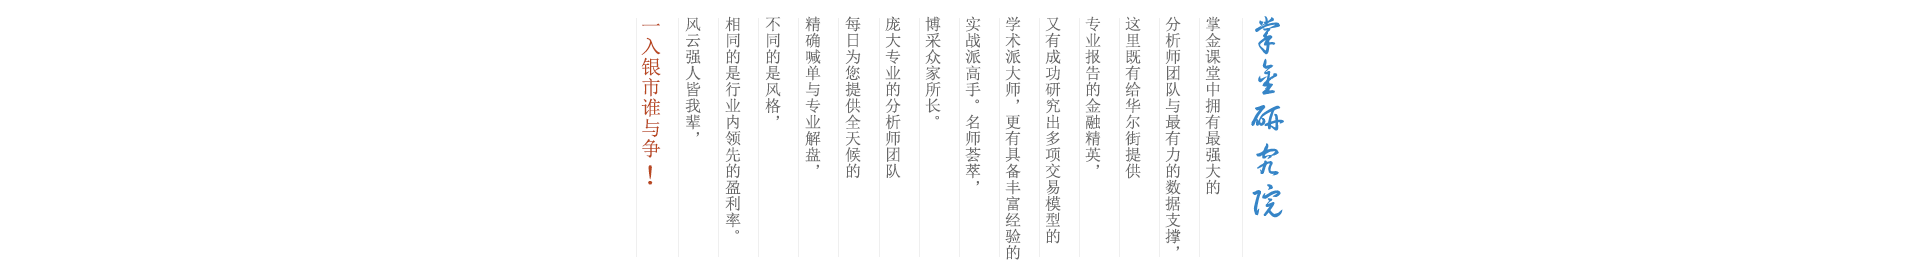 掌金研究院
掌金课堂中拥有最强大的
分析师团队与最有力的数据支撑，
这里既有给华尔街提供
专业报告的金融精英，
又有成功研究出多项交易模型的
学术派大师，更有具备丰富经验的
实战派高手。名师荟萃，
博采众家所长。
庞大专业的分析师团队
每日为您提供全天候的
精确喊单与专业解盘，
不同的是风格，
相同的是行业内领先的盈利率。
风云强人皆我辈，
一入银市谁与争！